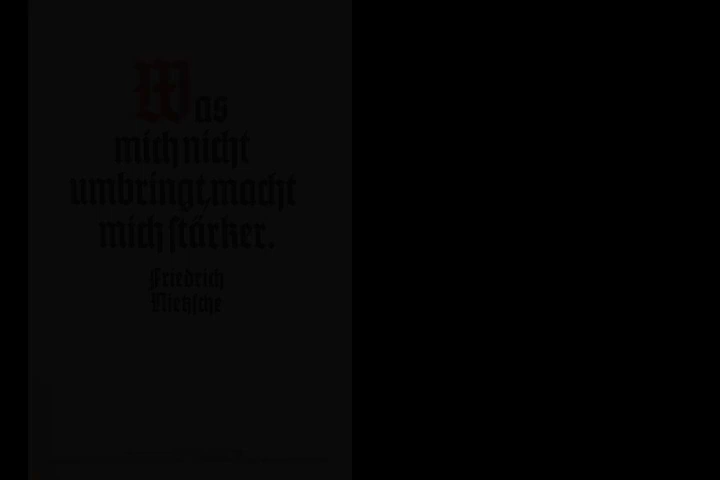 Was
mich nicht
umbringt, macht
mich stärker.
Friedrich
Nietzsche